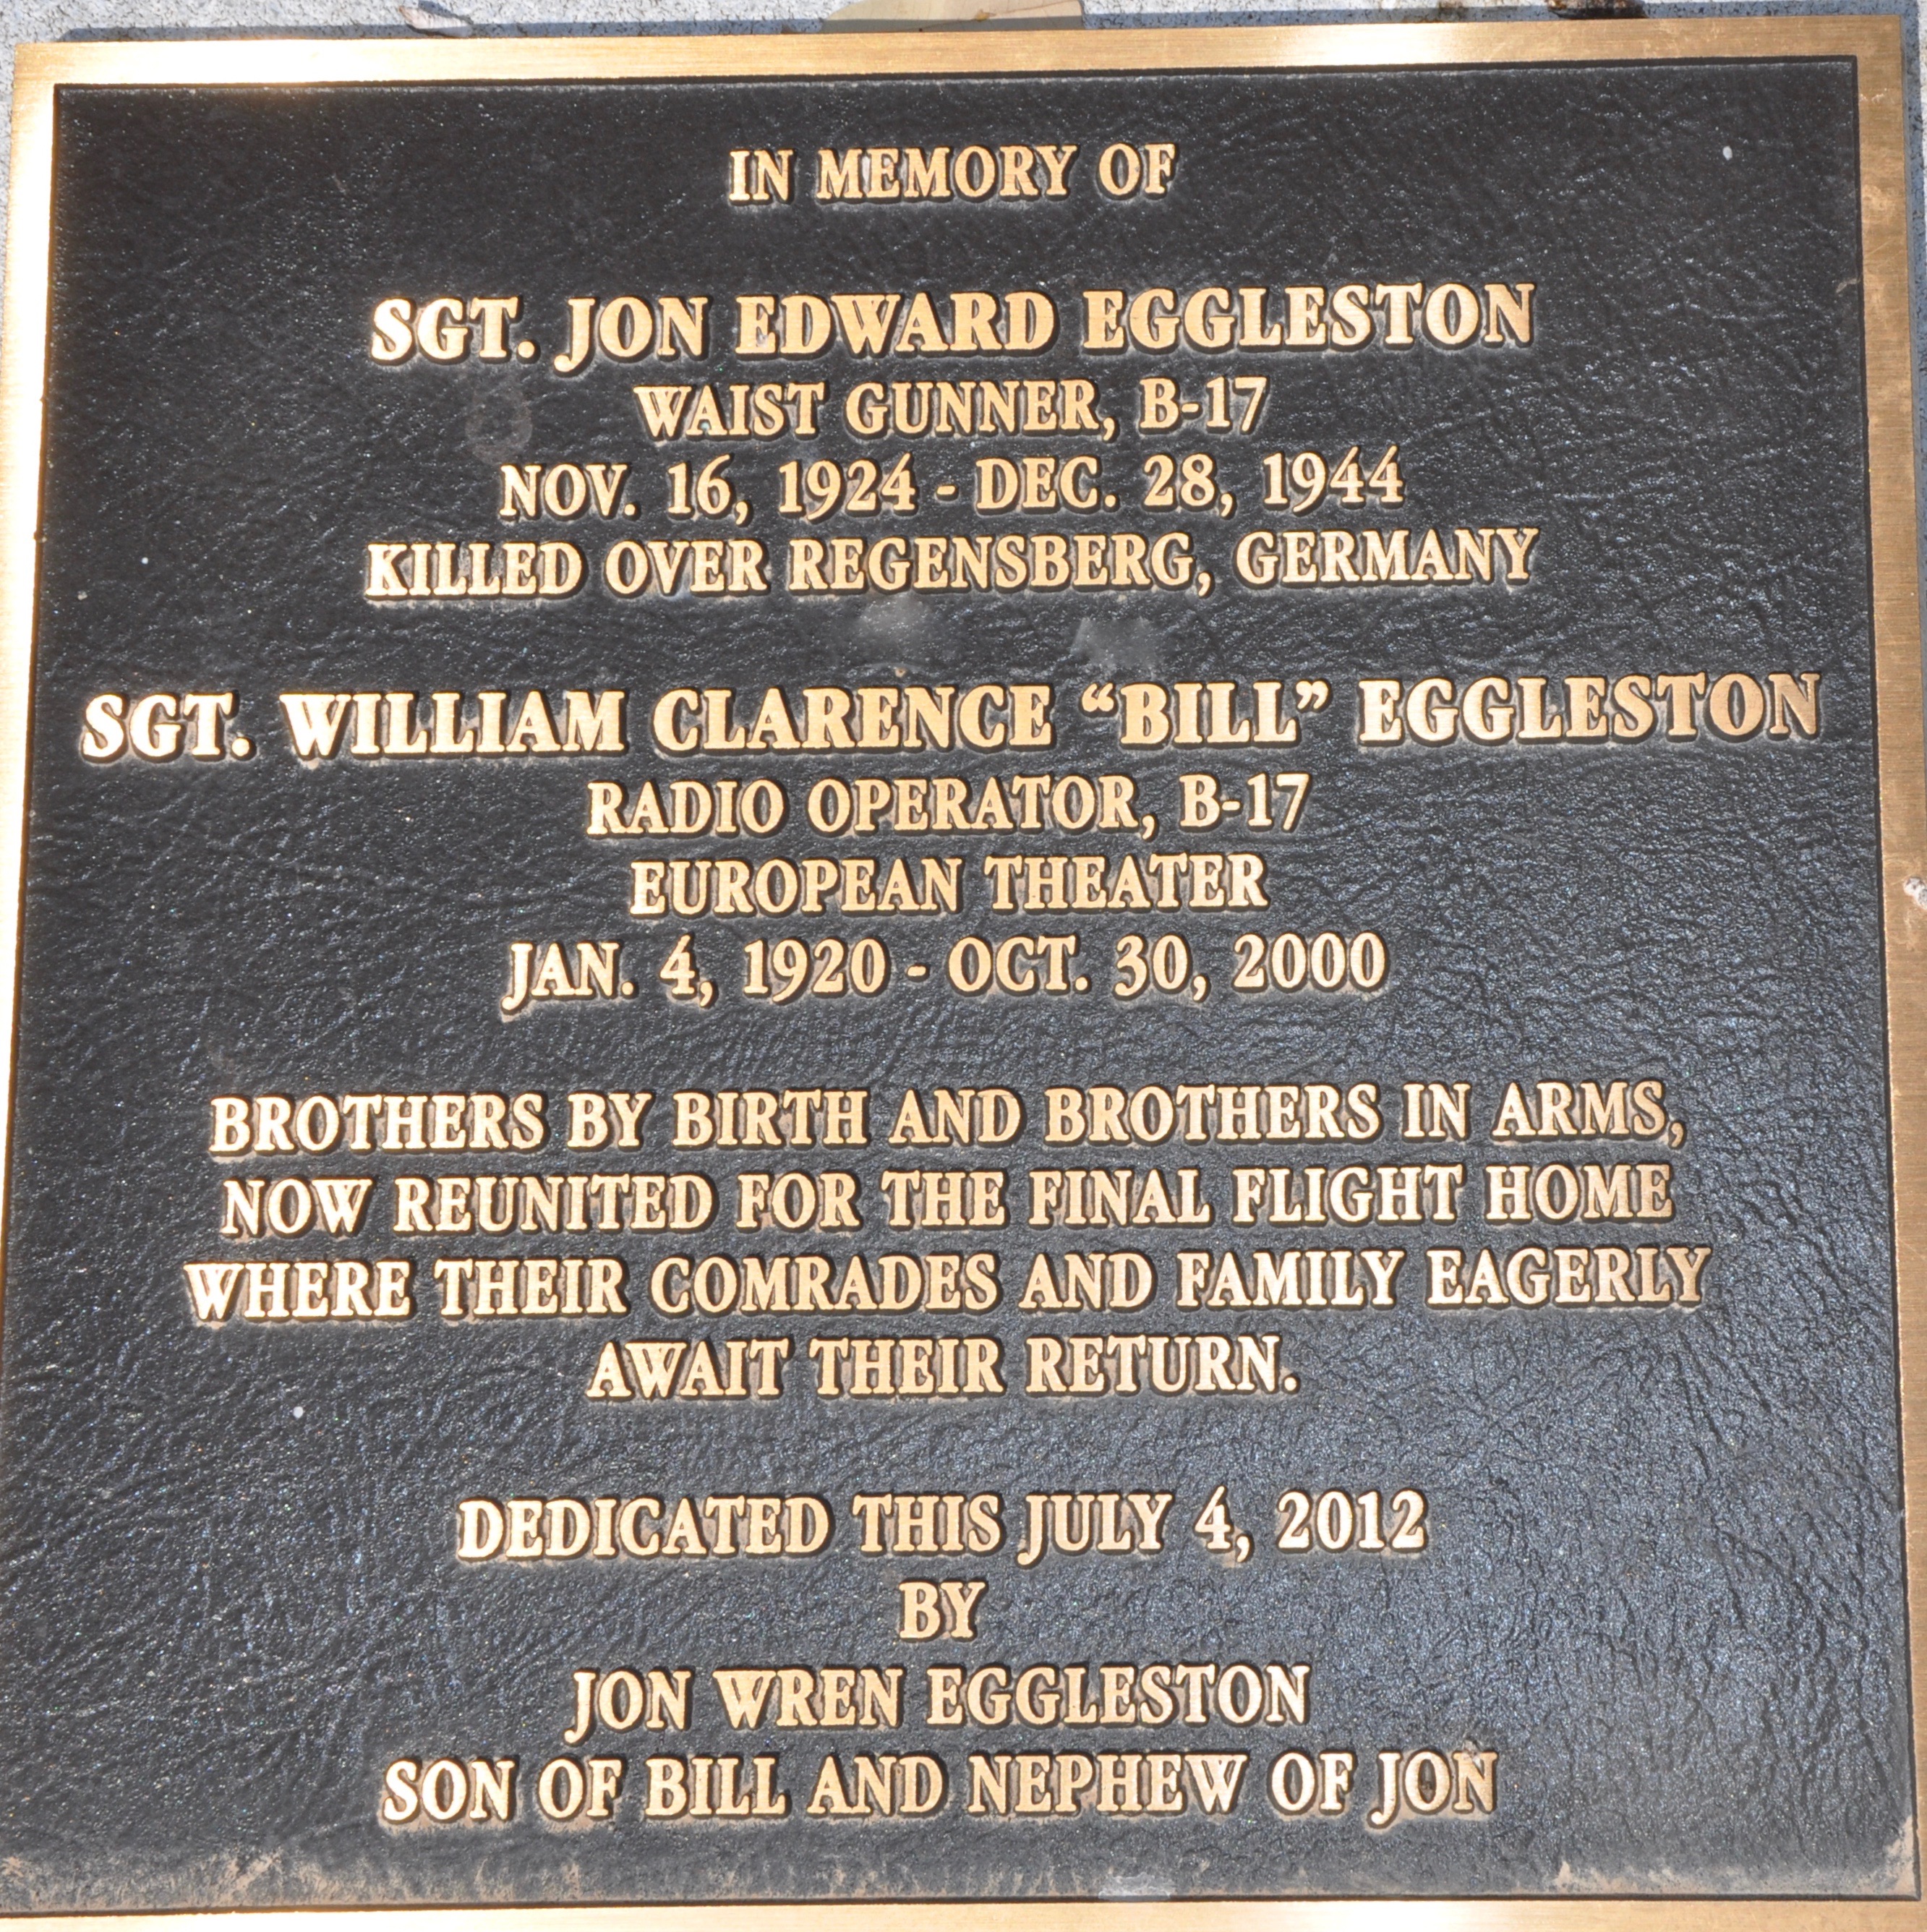 IN MEMORY OF
SGT. JON EDWARD EGGLESTON
WAIST GUNNER, B-17
NOV. 16, 1924 - DEC. 28, 1944
KILLED OVER REGENSBERG, GERMANY
SGT. WILLIAM CLARENCE “BILL” EGGLESTON
RADIO OPERATOR, B-17
EUROPEAN THEATER
JAN. 4, 1920 - OCT. 30, 2000
BROTHERS BY BIRTH AND BROTHERS IN ARMS,
NOW REUNITED FOR THE FINAL FLIGHT HOME
WHERE THEIR COMRADES AND FAMILY EAGERLY
AWAIT THEIR RETURN.
DEDICATED THIS JULY 4, 2012
BY
JON WREN EGGLESTON
SON OF BILL AND NEPHEW OF JON